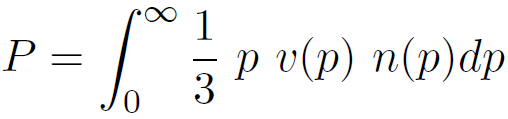 P = ∫₀^∞ 1/3 p v(p) n(p)dp